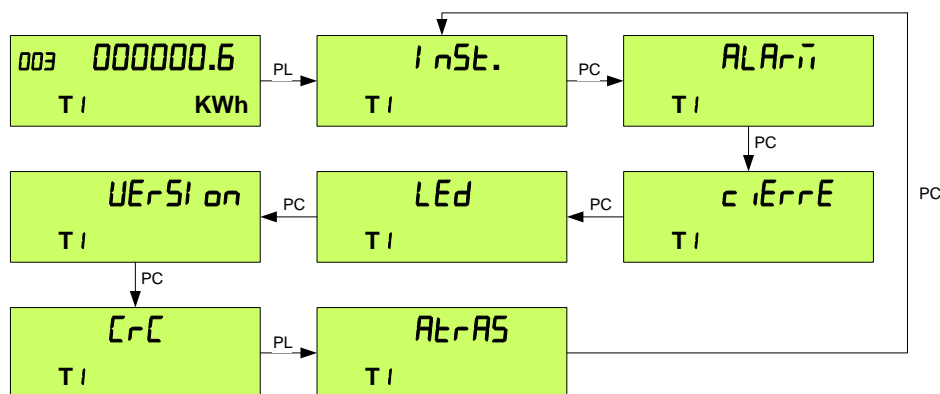 003 000000.6
T1 KWh
PL
InSt.
T1
PC
ALArm
T1
PC
ciErrE
T1
PC
LEd
T1
PC
VErSIon
T1
PC
CrC
T1
PL
AtrAS
T1
PC